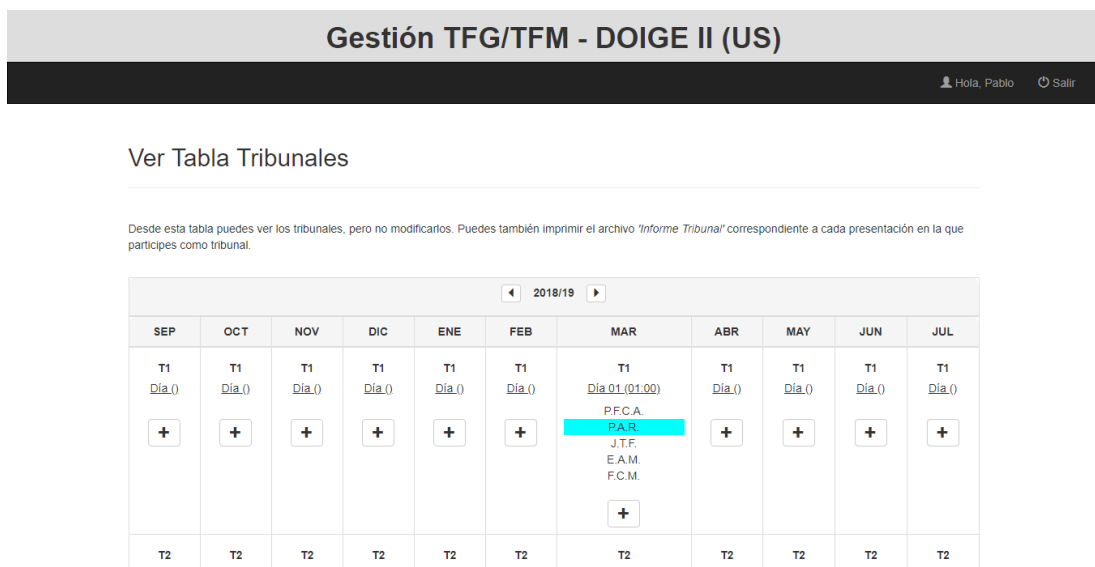 Gestión TFG/TFM - DOIGE II (US)
Hola, Pablo Salir
Ver Tabla Tribunales
Desde esta tabla puedes ver los tribunales, pero no modificarlos. Puedes también imprimir el archivo 'Informe Tribunal' correspondiente a cada presentación en la que
participes como tribunal.
2018/19
SEP OCT NOV DIC ENE FEB MAR ABR MAY JUN JUL
T1 T1 T1 T1 T1 T1 T1 T1 T1 T1 T1
Día () Día () Día () Día () Día () Día () Día 01 (01:00) Día () Día () Día () Día ()
P.F.C.A.
P.A.R.
J.T.F.
E.A.M.
F.C.M.
T2 T2 T2 T2 T2 T2 T2 T2 T2 T2 T2